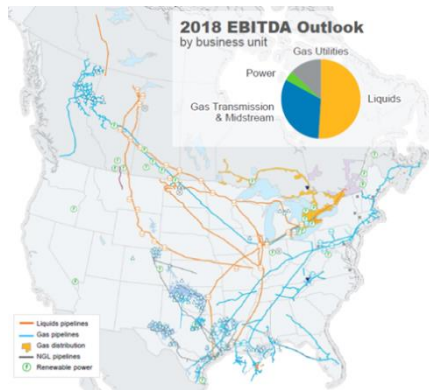 2018 EBITDA Outlook
by business unit
Gas Utilities
Power
Liquids
Gas Transmission
& Midstream
Liquids pipelines
Gas pipelines
Gas distribution
NGL pipelines
Renewable power